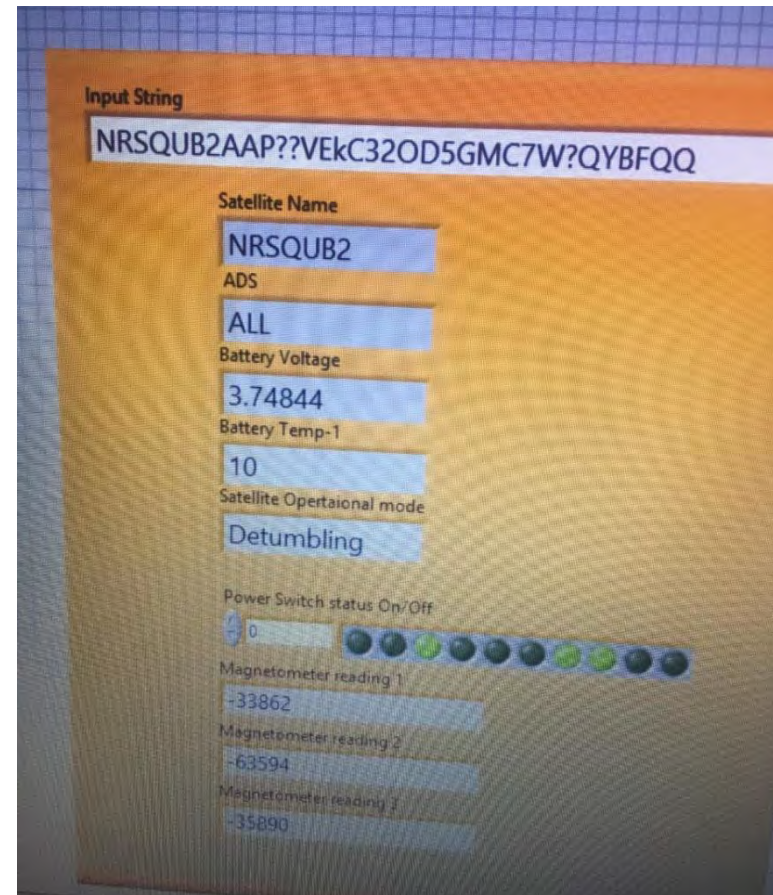 Input String
NRSQUB2AAP??VEkC32OD5GMC7W?QYBFQQ
Satellite Name
NRSQUB2
ADS
ALL
Battery Voltage
3.74844
Battery Temp-1
10
Satellite Opertaional mode
Detumbling
Power Switch status On/Off
0
Magnetometer reading 1
-33862
Magnetometer reading 2
-63594
Magnetometer reading 3
-35890